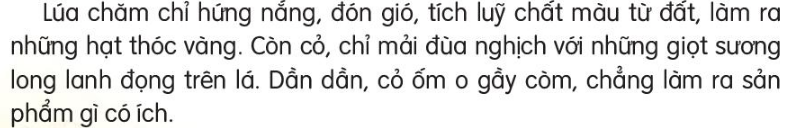 Lúa chăm chỉ hứng nắng, đón gió, tích luỹ chất màu từ đất, làm ra
những hạt thóc vàng. Còn cỏ, chỉ mải đùa nghịch với những giọt sương
long lanh đọng trên lá. Dần dần, cỏ ốm o gầy còm, chẳng làm ra sản
phẩm gì có ích.